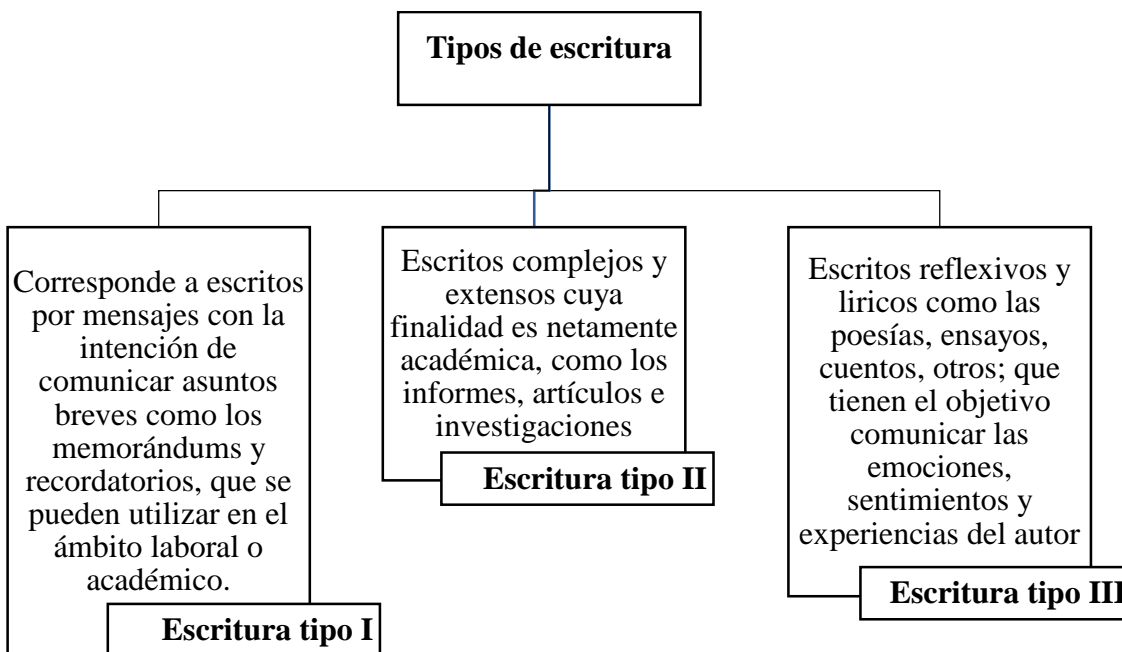 Tipos de escritura
Corresponde a escritos
por mensajes con la
intención de
comunicar asuntos
breves como los
memorándums y
recordatorios, que se
pueden utilizar en el
ámbito laboral o
académico.
Escritura tipo I
Escritos complejos y
extensos cuya
finalidad es netamente
académica, como los
informes, artículos e
investigaciones
Escritura tipo II
Escritos reflexivos y
liricos como las
poesías, ensayos,
cuentos, otros; que
tienen el objetivo
comunicar las
emociones,
sentimientos y
experiencias del autor
Escritura tipo III